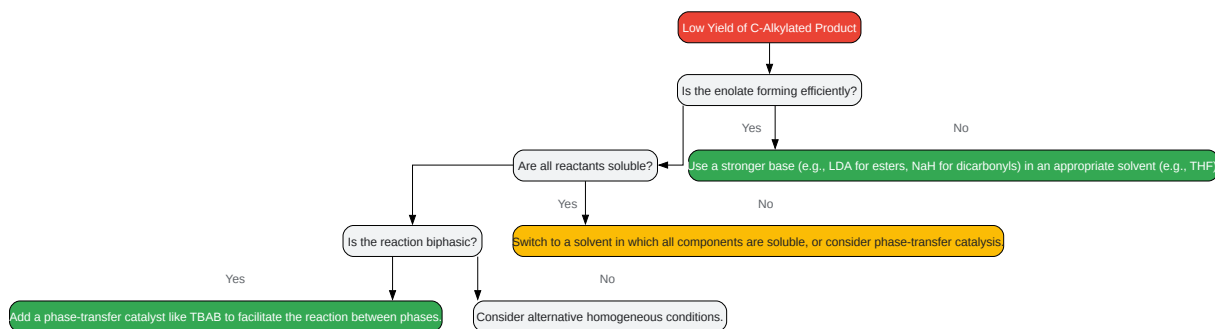 Low Yield of C-Alkylated Product
Is the enolate forming efficiently?
Yes
No
Are all reactants soluble?
Use a stronger base (e.g., LDA for esters, NaH for dicarbonyls) in an appropriate solvent (e.g., THF)
Yes
No
Is the reaction biphasic?
Switch to a solvent in which all components are soluble, or consider phase-transfer catalysis.
Yes
No
Add a phase-transfer catalyst like TBAB to facilitate the reaction between phases.
Consider alternative homogeneous conditions.